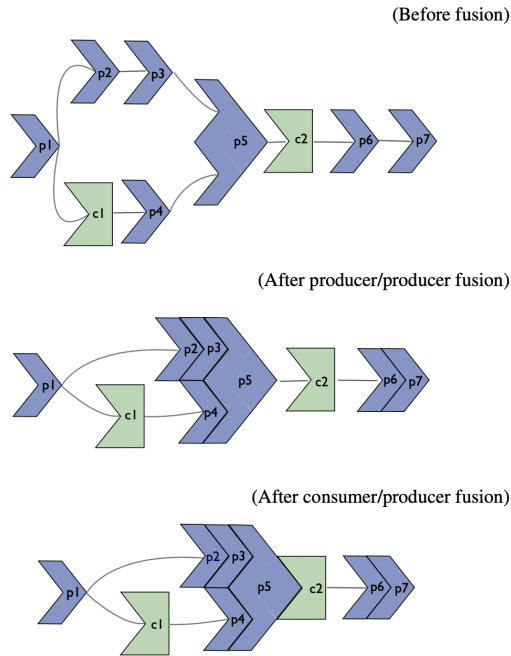 (Before fusion)
p2
p3
p1
p5
c2
p6
p7
c1
p4
(After producer/producer fusion)
p2
p3
p1
p5
c2
p6
p7
c1
p4
(After consumer/producer fusion)
p2
p3
p1
p5
c2
p6
p7
c1
p4